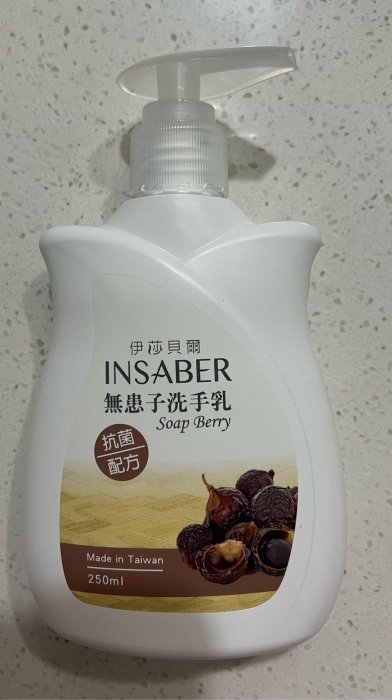 伊莎貝爾
INSABER
無患子洗手乳
Soap Berry
抗菌
配方
Made in Taiwan
250ml